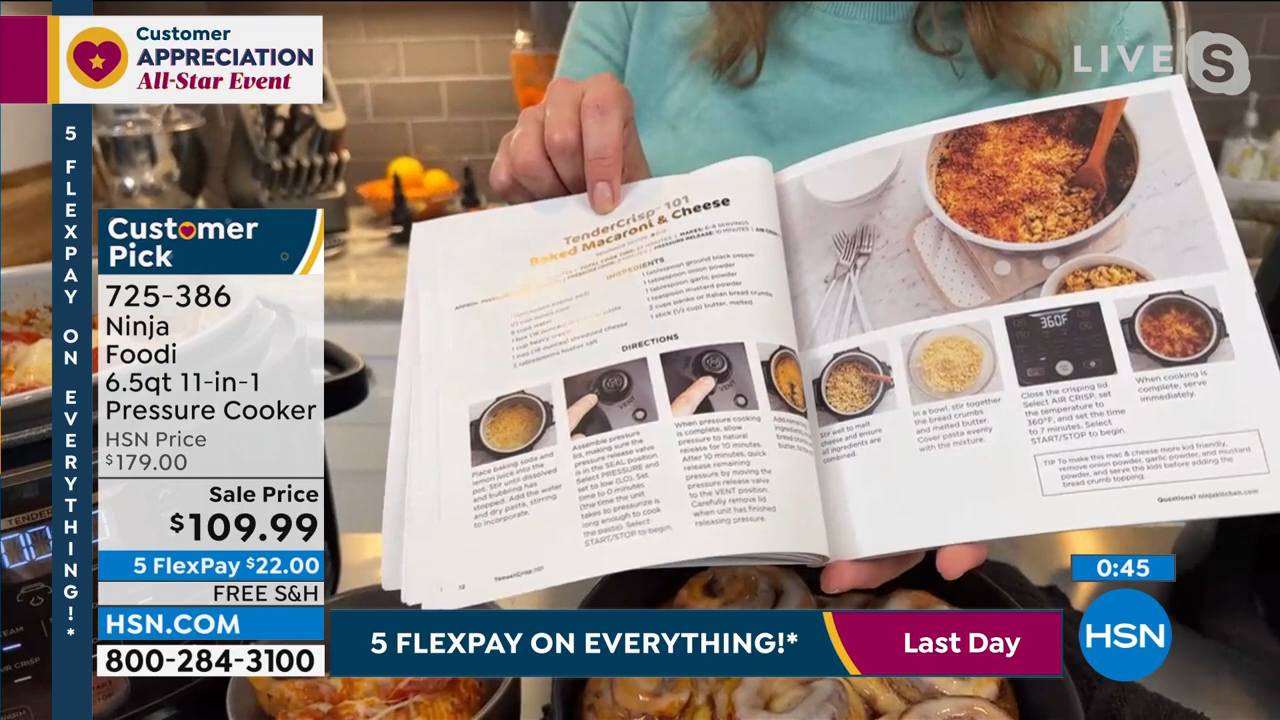 Customer
APPRECIATION
All-Star Event
LIVE S
5 FLEXPAY ON EVERYTHING!*
Customer
Pick
725-386
Ninja
Foodi
6.5qt 11-in-1
Pressure Cooker
HSN Price
$179.00
Sale Price
$109.99
5 FlexPay $22.00
FREE S&H
HSN.COM
800-284-3100
TenderCrisp™ 101
Baked Macaroni & Cheese
INGREDIENTS
1 tablespoon ground black pepper
1 tablespoon onion powder
1 tablespoon garlic powder
1 teaspoon mustard powder
2 cups panko or Italian bread crumbs
1 stick (1/2 cup) butter, melted
DIRECTIONS
VENT
VENT
Place baking soda and
lemon juice into the
pot. Stir until dissolved
and bubbling has
stopped. Add the water
and dry pasta, stirring
to incorporate.
Assemble pressure
lid, making sure the
pressure release valve
is in the SEAL position.
Select PRESSURE and
set to low (LO). Set
time to 0 minutes
(the time the unit
takes to pressurize is
long enough to cook
the pasta). Select
START/STOP to begin.
When pressure cooking
is complete, allow
pressure to natural
release for 10 minutes.
After 10 minutes, quick
release remaining
pressure by moving the
pressure release valve
to the VENT position.
Carefully remove lid
when unit has finished
releasing pressure.
Stir well to melt
cheese and ensure
all ingredients are
combined.
In a bowl, stir together
the bread crumbs
and melted butter.
Cover pasta evenly
with the mixture.
360F
Close the crisping lid.
Select AIR CRISP, set
the temperature to
360°F, and set the time
to 7 minutes. Select
START/STOP to begin.
When cooking is
complete, serve
immediately.
TIP To make this mac & cheese more kid friendly,
remove onion powder, garlic powder, and mustard
powder, and serve the kids before adding the
bread crumb topping.
Questions? ninjakitchen.com
12 TenderCrisp 101
AIR CRISP
0:45
5 FLEXPAY ON EVERYTHING!*
Last Day
HSN